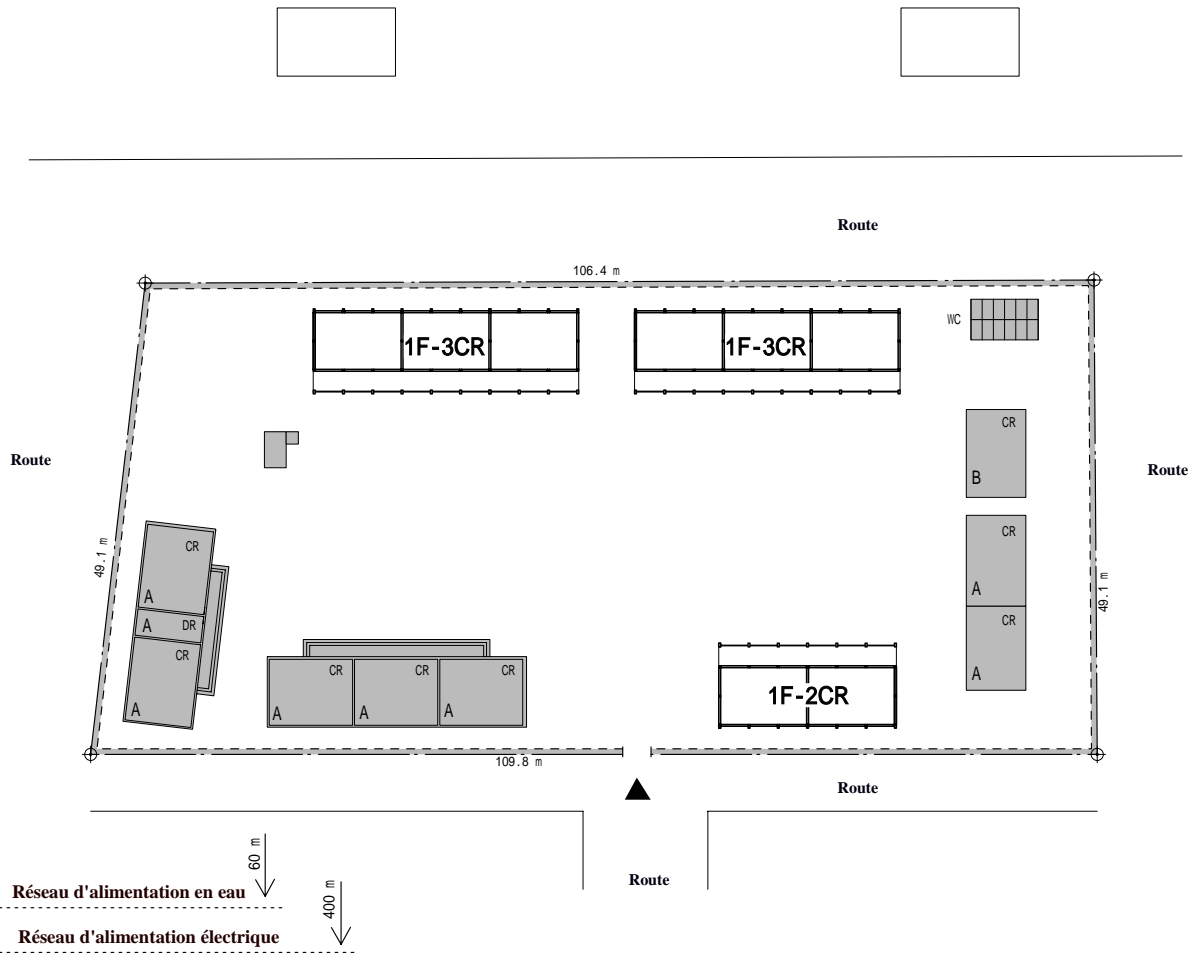 Route
106.4 m
WC
1F-3CR
1F-3CR
CR
B
Route
Route
CR
A
CR
A
49.1 m
49.1 m
CR
A
A
DR
CR
A
CR
CR
CR
A
A
A
1F-2CR
109.8 m
Route
60 m
Route
Réseau d'alimentation en eau
400 m
Réseau d'alimentation électrique